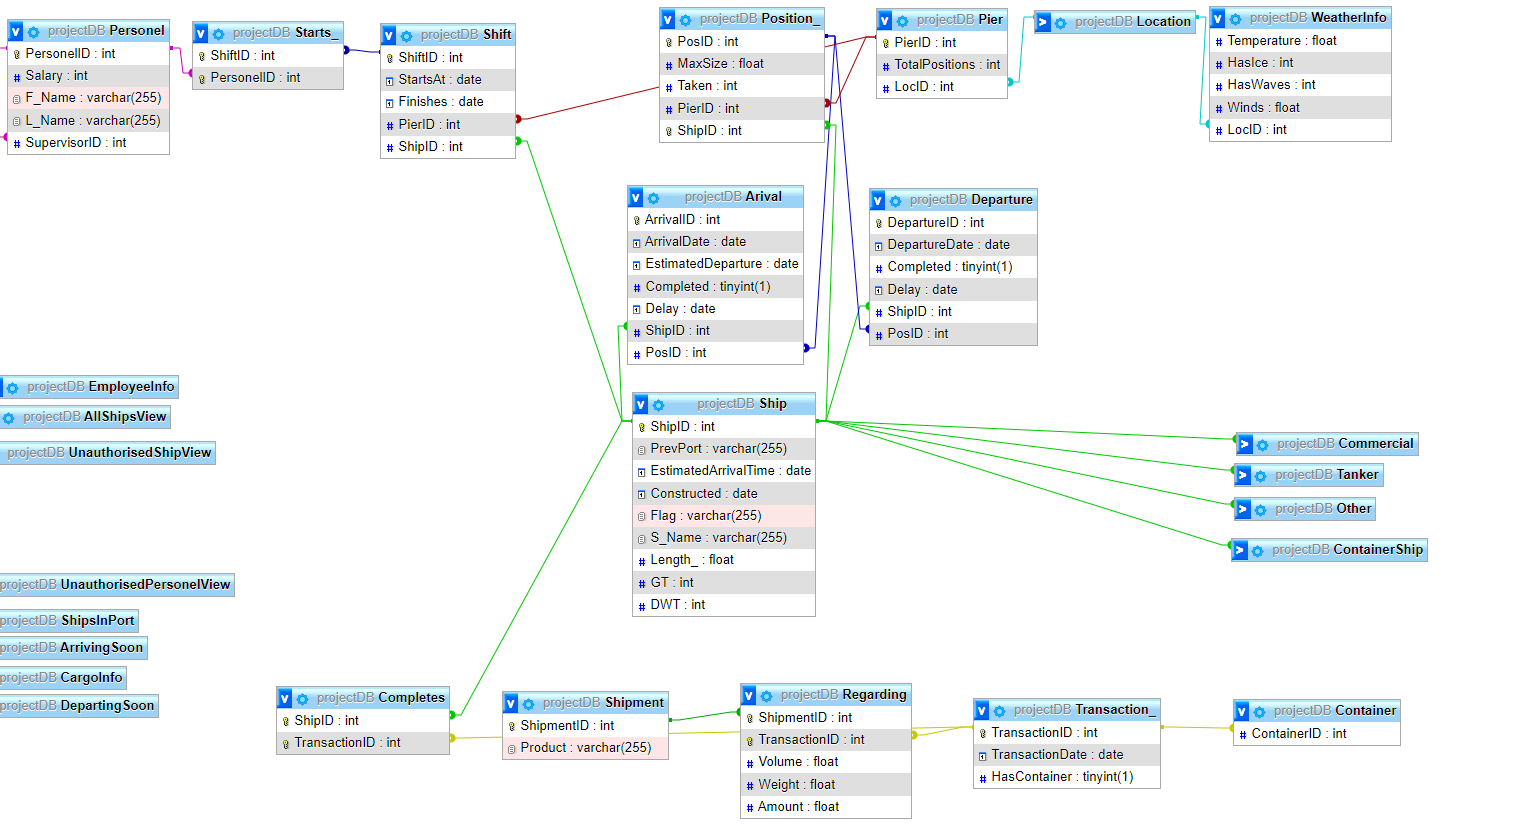 projectDB Personel
PersonelID : int
Salary : int
F_Name : varchar(255)
L_Name : varchar(255)
SupervisorID : int
projectDB Starts_
ShiftID : int
PersonelID : int
projectDB Shift
ShiftID : int
StartsAt : date
Finishes : date
PierID : int
ShipID : int
projectDB Position_
PosID : int
MaxSize : float
Taken : int
PierID : int
ShipID : int
projectDB Pier
PierID : int
TotalPositions : int
LocID : int
projectDB Location
projectDB WeatherInfo
Temperature : float
HasIce : int
HasWaves : int
Winds : float
LocID : int
projectDB Arival
ArrivalID : int
ArrivalDate : date
EstimatedDeparture : date
Completed : tinyint(1)
Delay : date
ShipID : int
PosID : int
projectDB Departure
DepartureID : int
DepartureDate : date
Completed : tinyint(1)
Delay : date
ShipID : int
PosID : int
projectDB EmployeeInfo
projectDB AllShipsView
projectDB UnauthorisedShipView
projectDB Ship
ShipID : int
PrevPort : varchar(255)
EstimatedArrivalTime : date
Constructed : date
Flag : varchar(255)
S_Name : varchar(255)
Length_ : float
GT : int
DWT : int
projectDB Commercial
projectDB Tanker
projectDB Other
projectDB ContainerShip
projectDB UnauthorisedPersonelView
projectDB ShipsInPort
projectDB ArrivingSoon
projectDB CargoInfo
projectDB DepartingSoon
projectDB Completes
ShipID : int
TransactionID : int
projectDB Shipment
ShipmentID : int
Product : varchar(255)
projectDB Regarding
ShipmentID : int
TransactionID : int
Volume : float
Weight : float
Amount : float
projectDB Transaction_
TransactionID : int
TransactionDate : date
HasContainer : tinyint(1)
projectDB Container
ContainerID : int